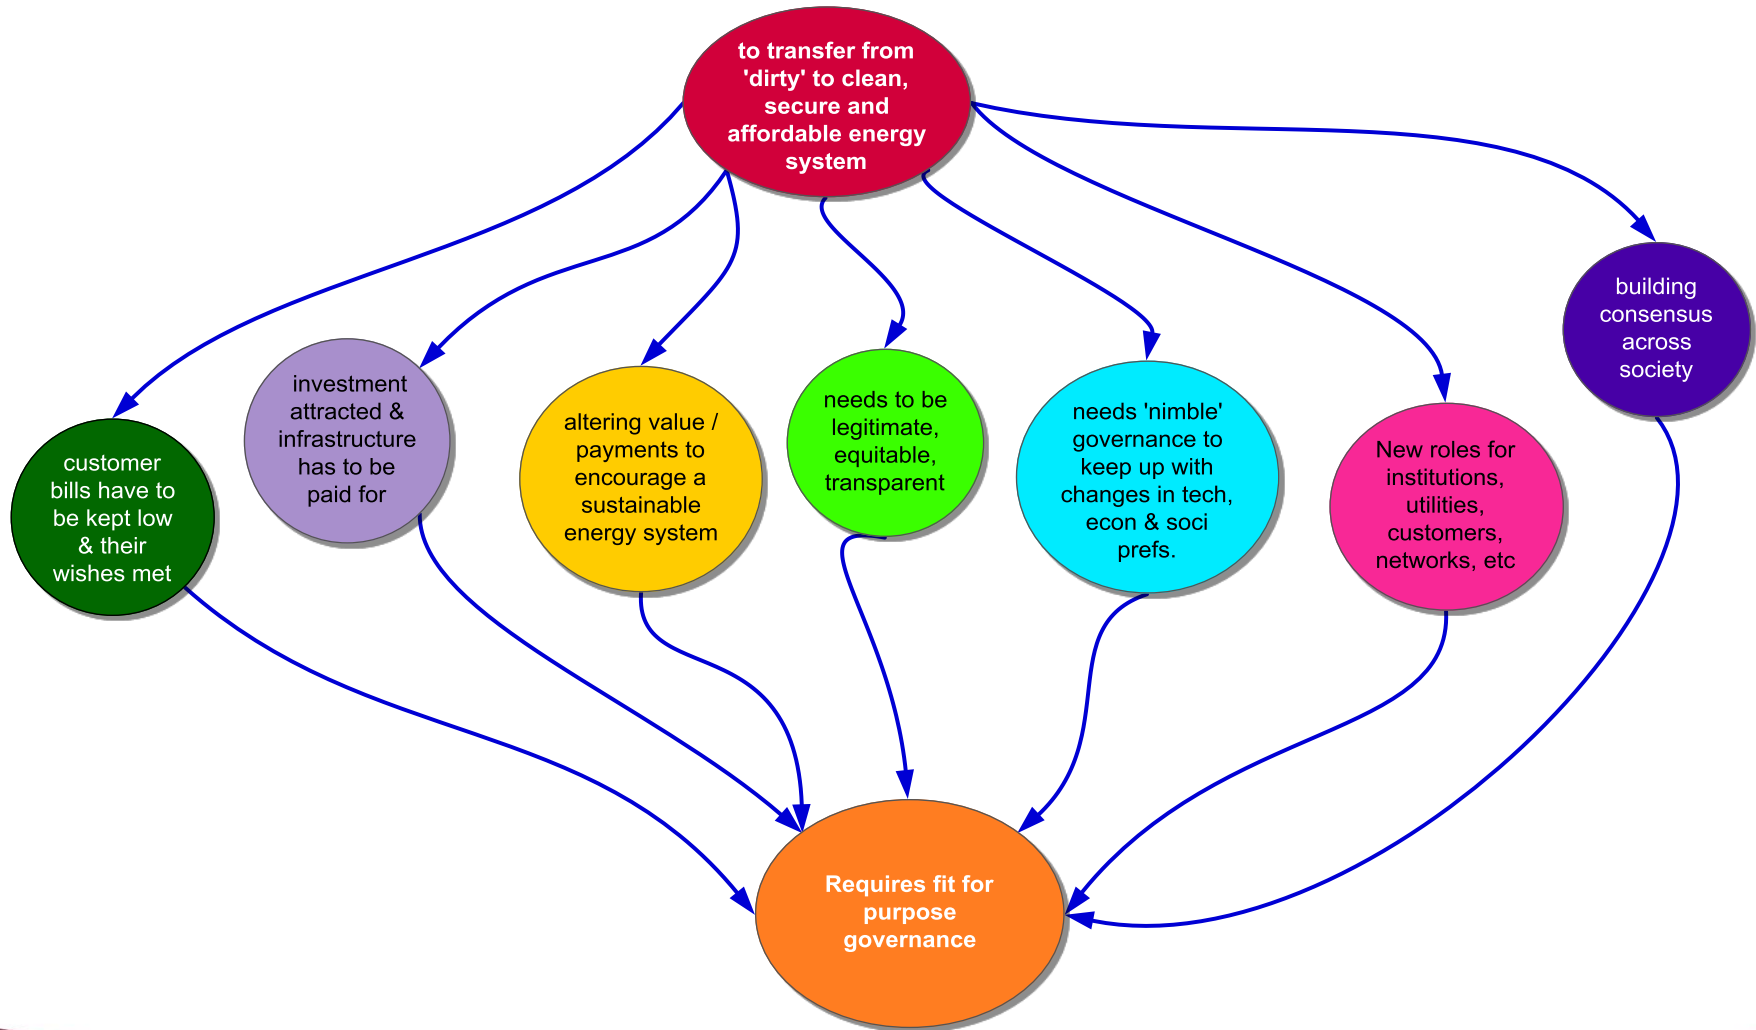 to transfer from
'dirty' to clean,
secure and
affordable energy
system
customer
bills have to
be kept low
& their
wishes met
investment
attracted &
infrastructure
has to be
paid for
altering value /
payments to
encourage a
sustainable
energy system
needs to be
legitimate,
equitable,
transparent
needs 'nimble'
governance to
keep up with
changes in tech,
econ & soci
prefs.
New roles for
institutions,
utilities,
customers,
networks, etc
building
consensus
across
society
Requires fit for
purpose
governance